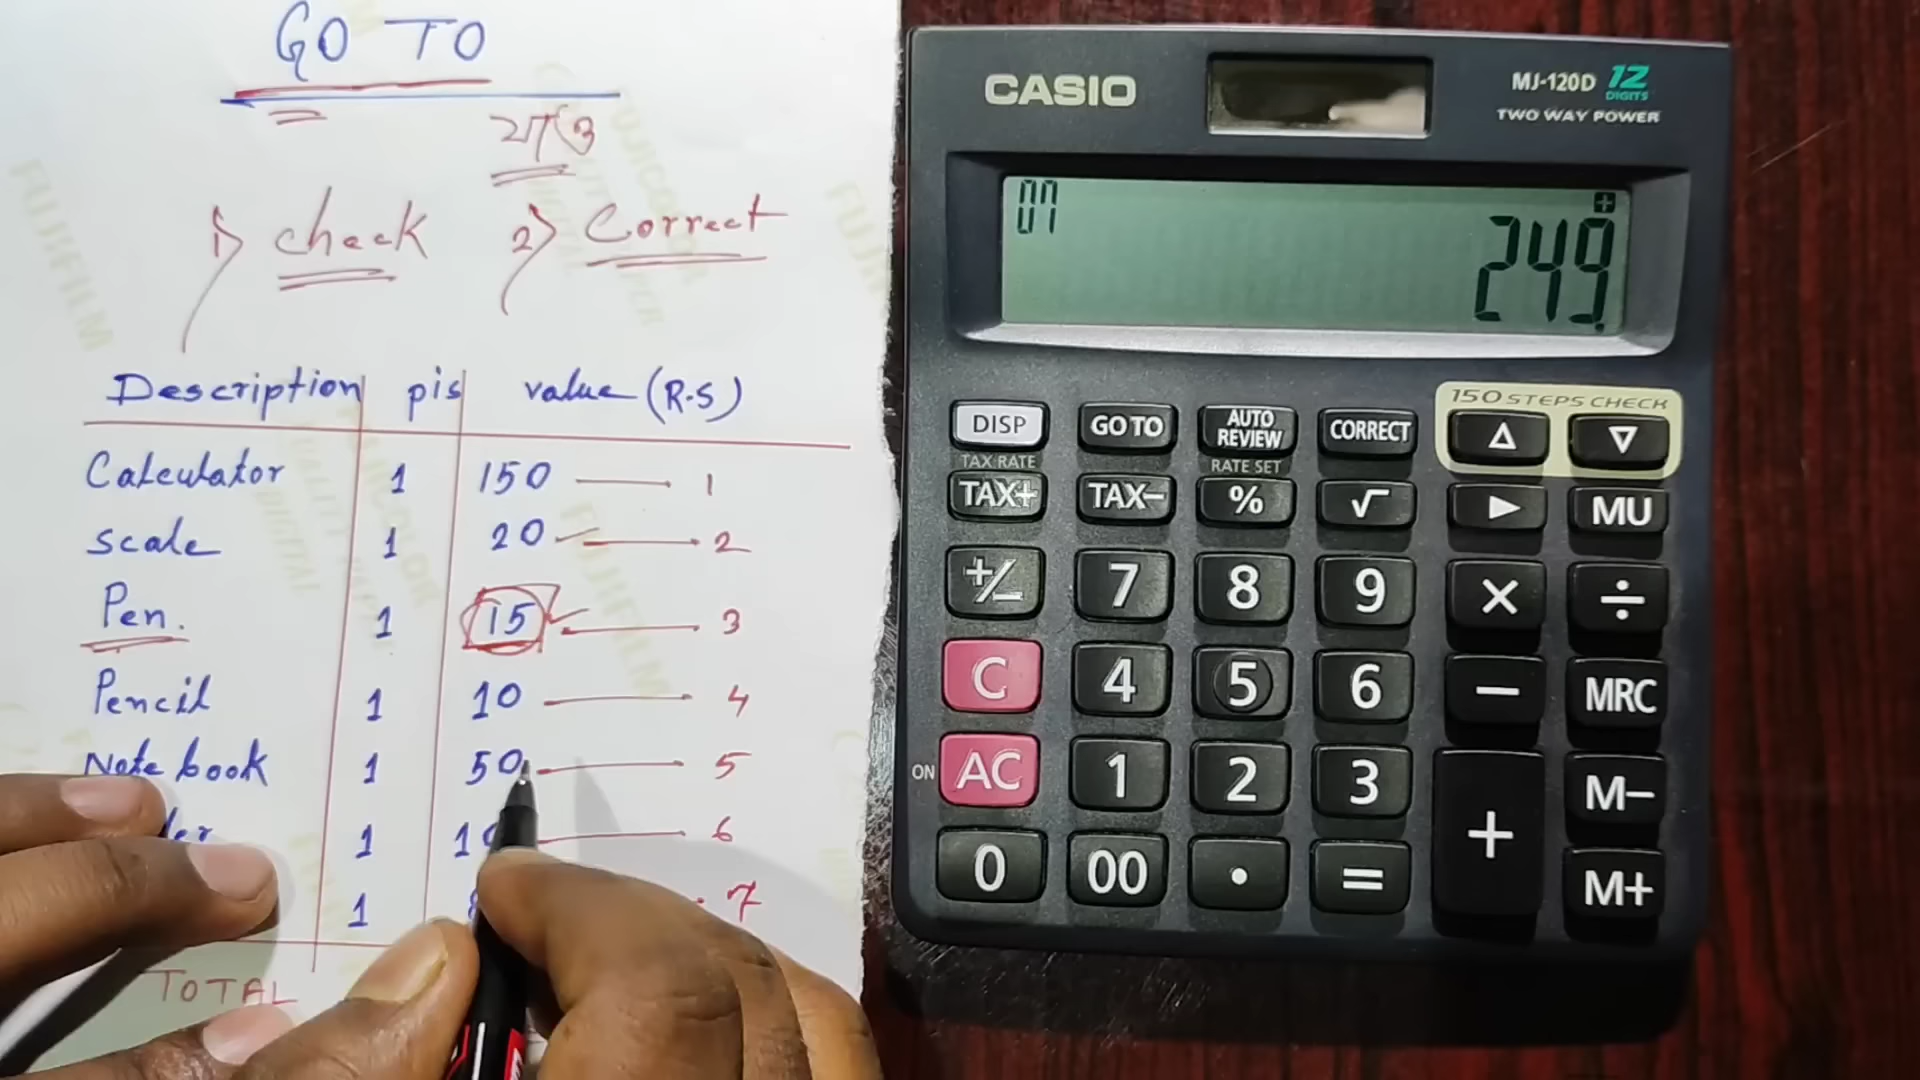 GO TO
1) check 2) Correct
Description pis value (R.S)
Calculator 1 150 1
scale 1 20 2
Pen. 1 15 3
Pencil 1 10 4
Note book 1 50 5
1 6
1 7
TOTAL
FUJIFILM
FUJICOLOR
DIGITAL
CASIO
MJ-120D 12 DIGITS
TWO WAY POWER
07 +
249.
150 STEPS CHECK
DISP GO TO AUTO REVIEW CORRECT △ ▽
TAX RATE RATE SET
TAX+ TAX- % √ ▶ MU
+/- 7 8 9 × ÷
C 4 5 6 − MRC
ON AC 1 2 3 + M−
0 00 • = M+